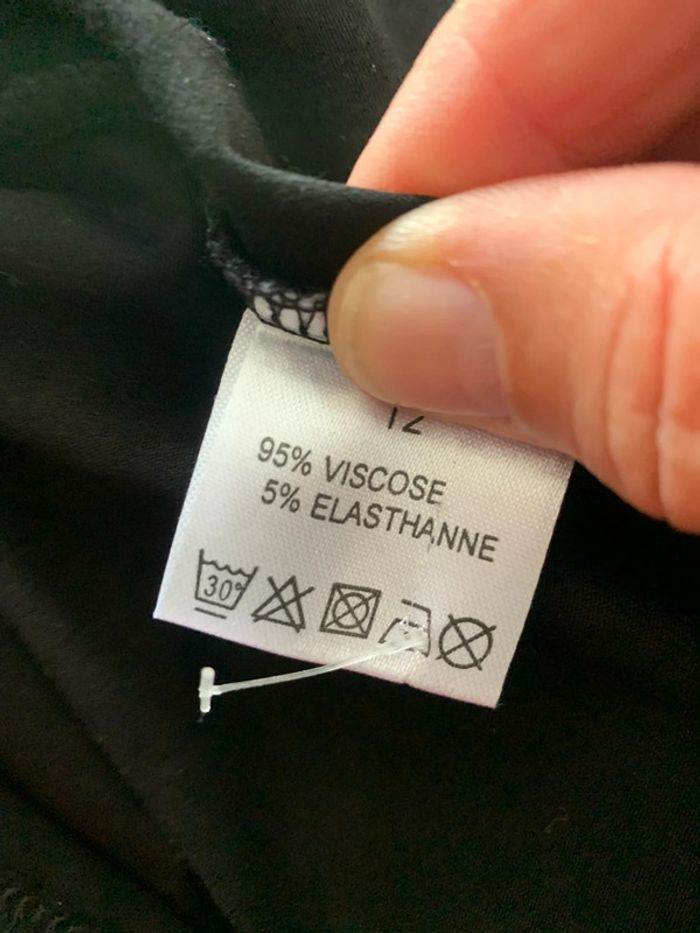 12
95% VISCOSE
5% ELASTHANNE
30°